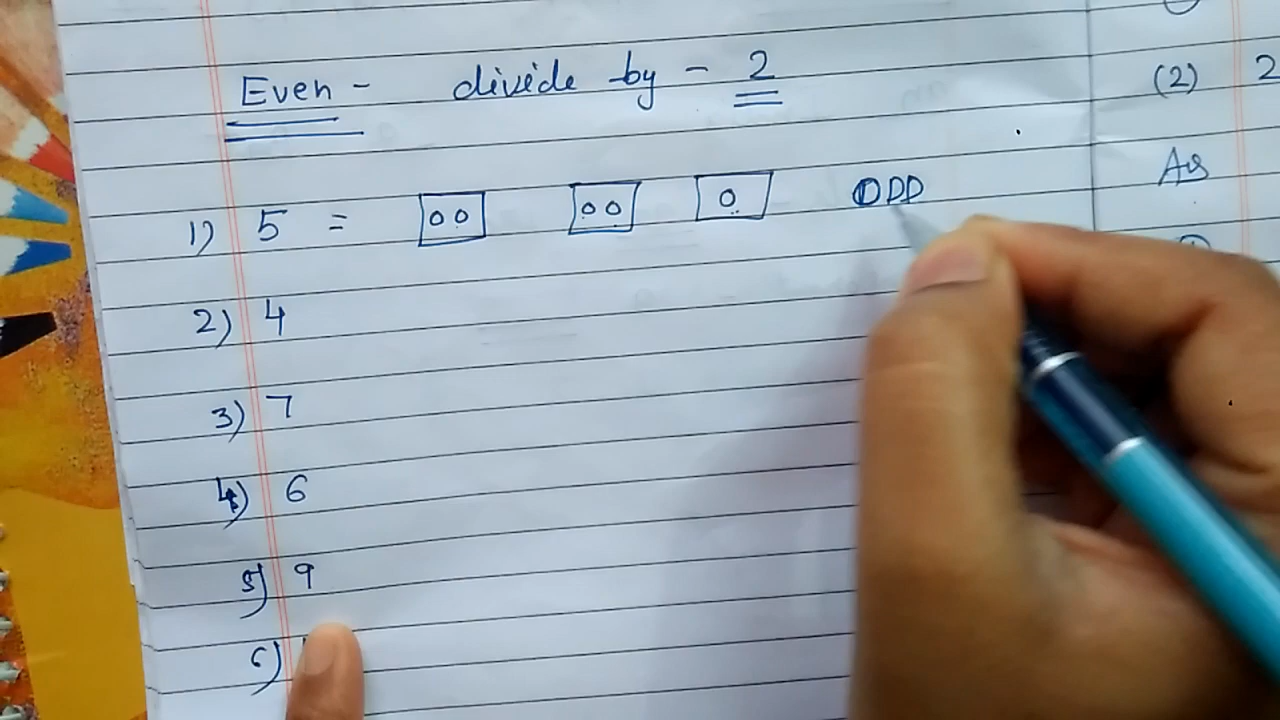 Even - divide by - 2
1) 5 = 00 00 0 ODD
2) 4
3) 7
4) 6
5) 9
6)
(2) 2
As